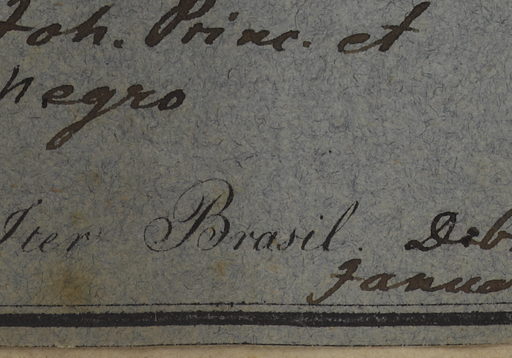 Joh. Princ. et
negro
Iter Brasil.